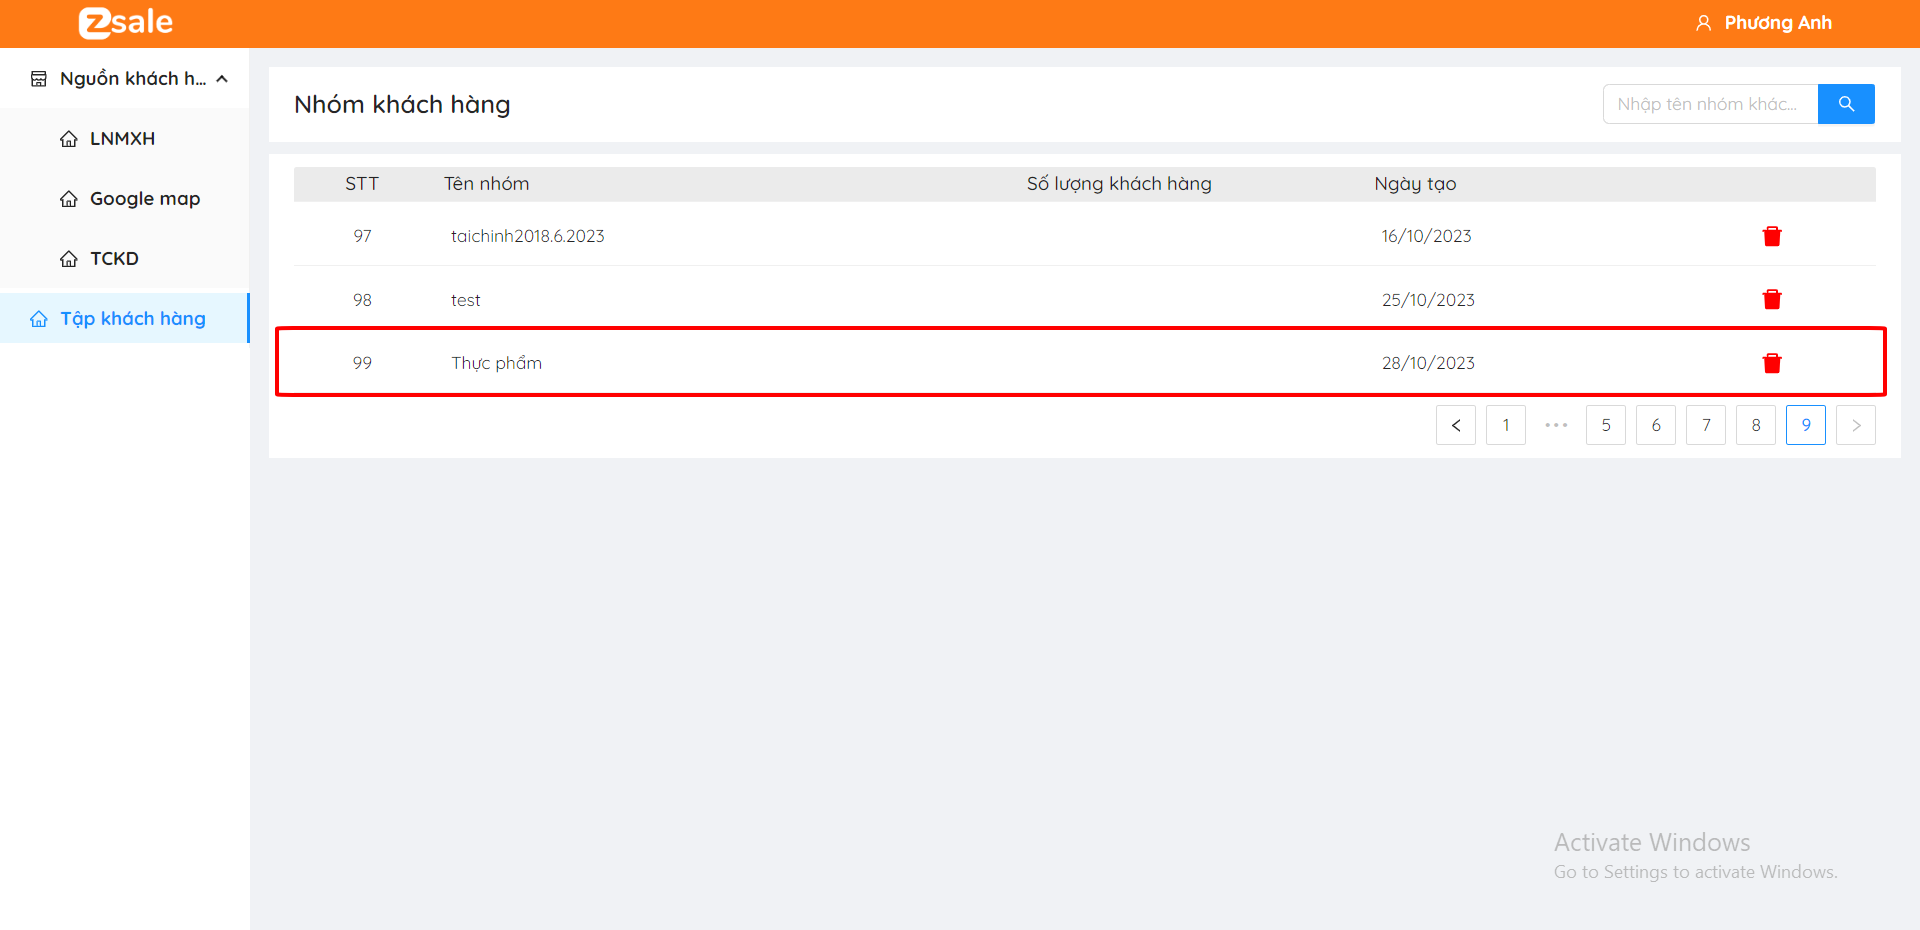 zsale
Phương Anh
Nguồn khách h...
LNMXH
Google map
TCKD
Tập khách hàng
Nhóm khách hàng
Nhập tên nhóm khác...
STT Tên nhóm Số lượng khách hàng Ngày tạo
97 taichinh2018.6.2023 16/10/2023
98 test 25/10/2023
99 Thực phẩm 28/10/2023
< 1 ••• 5 6 7 8 9 >
Activate Windows
Go to Settings to activate Windows.